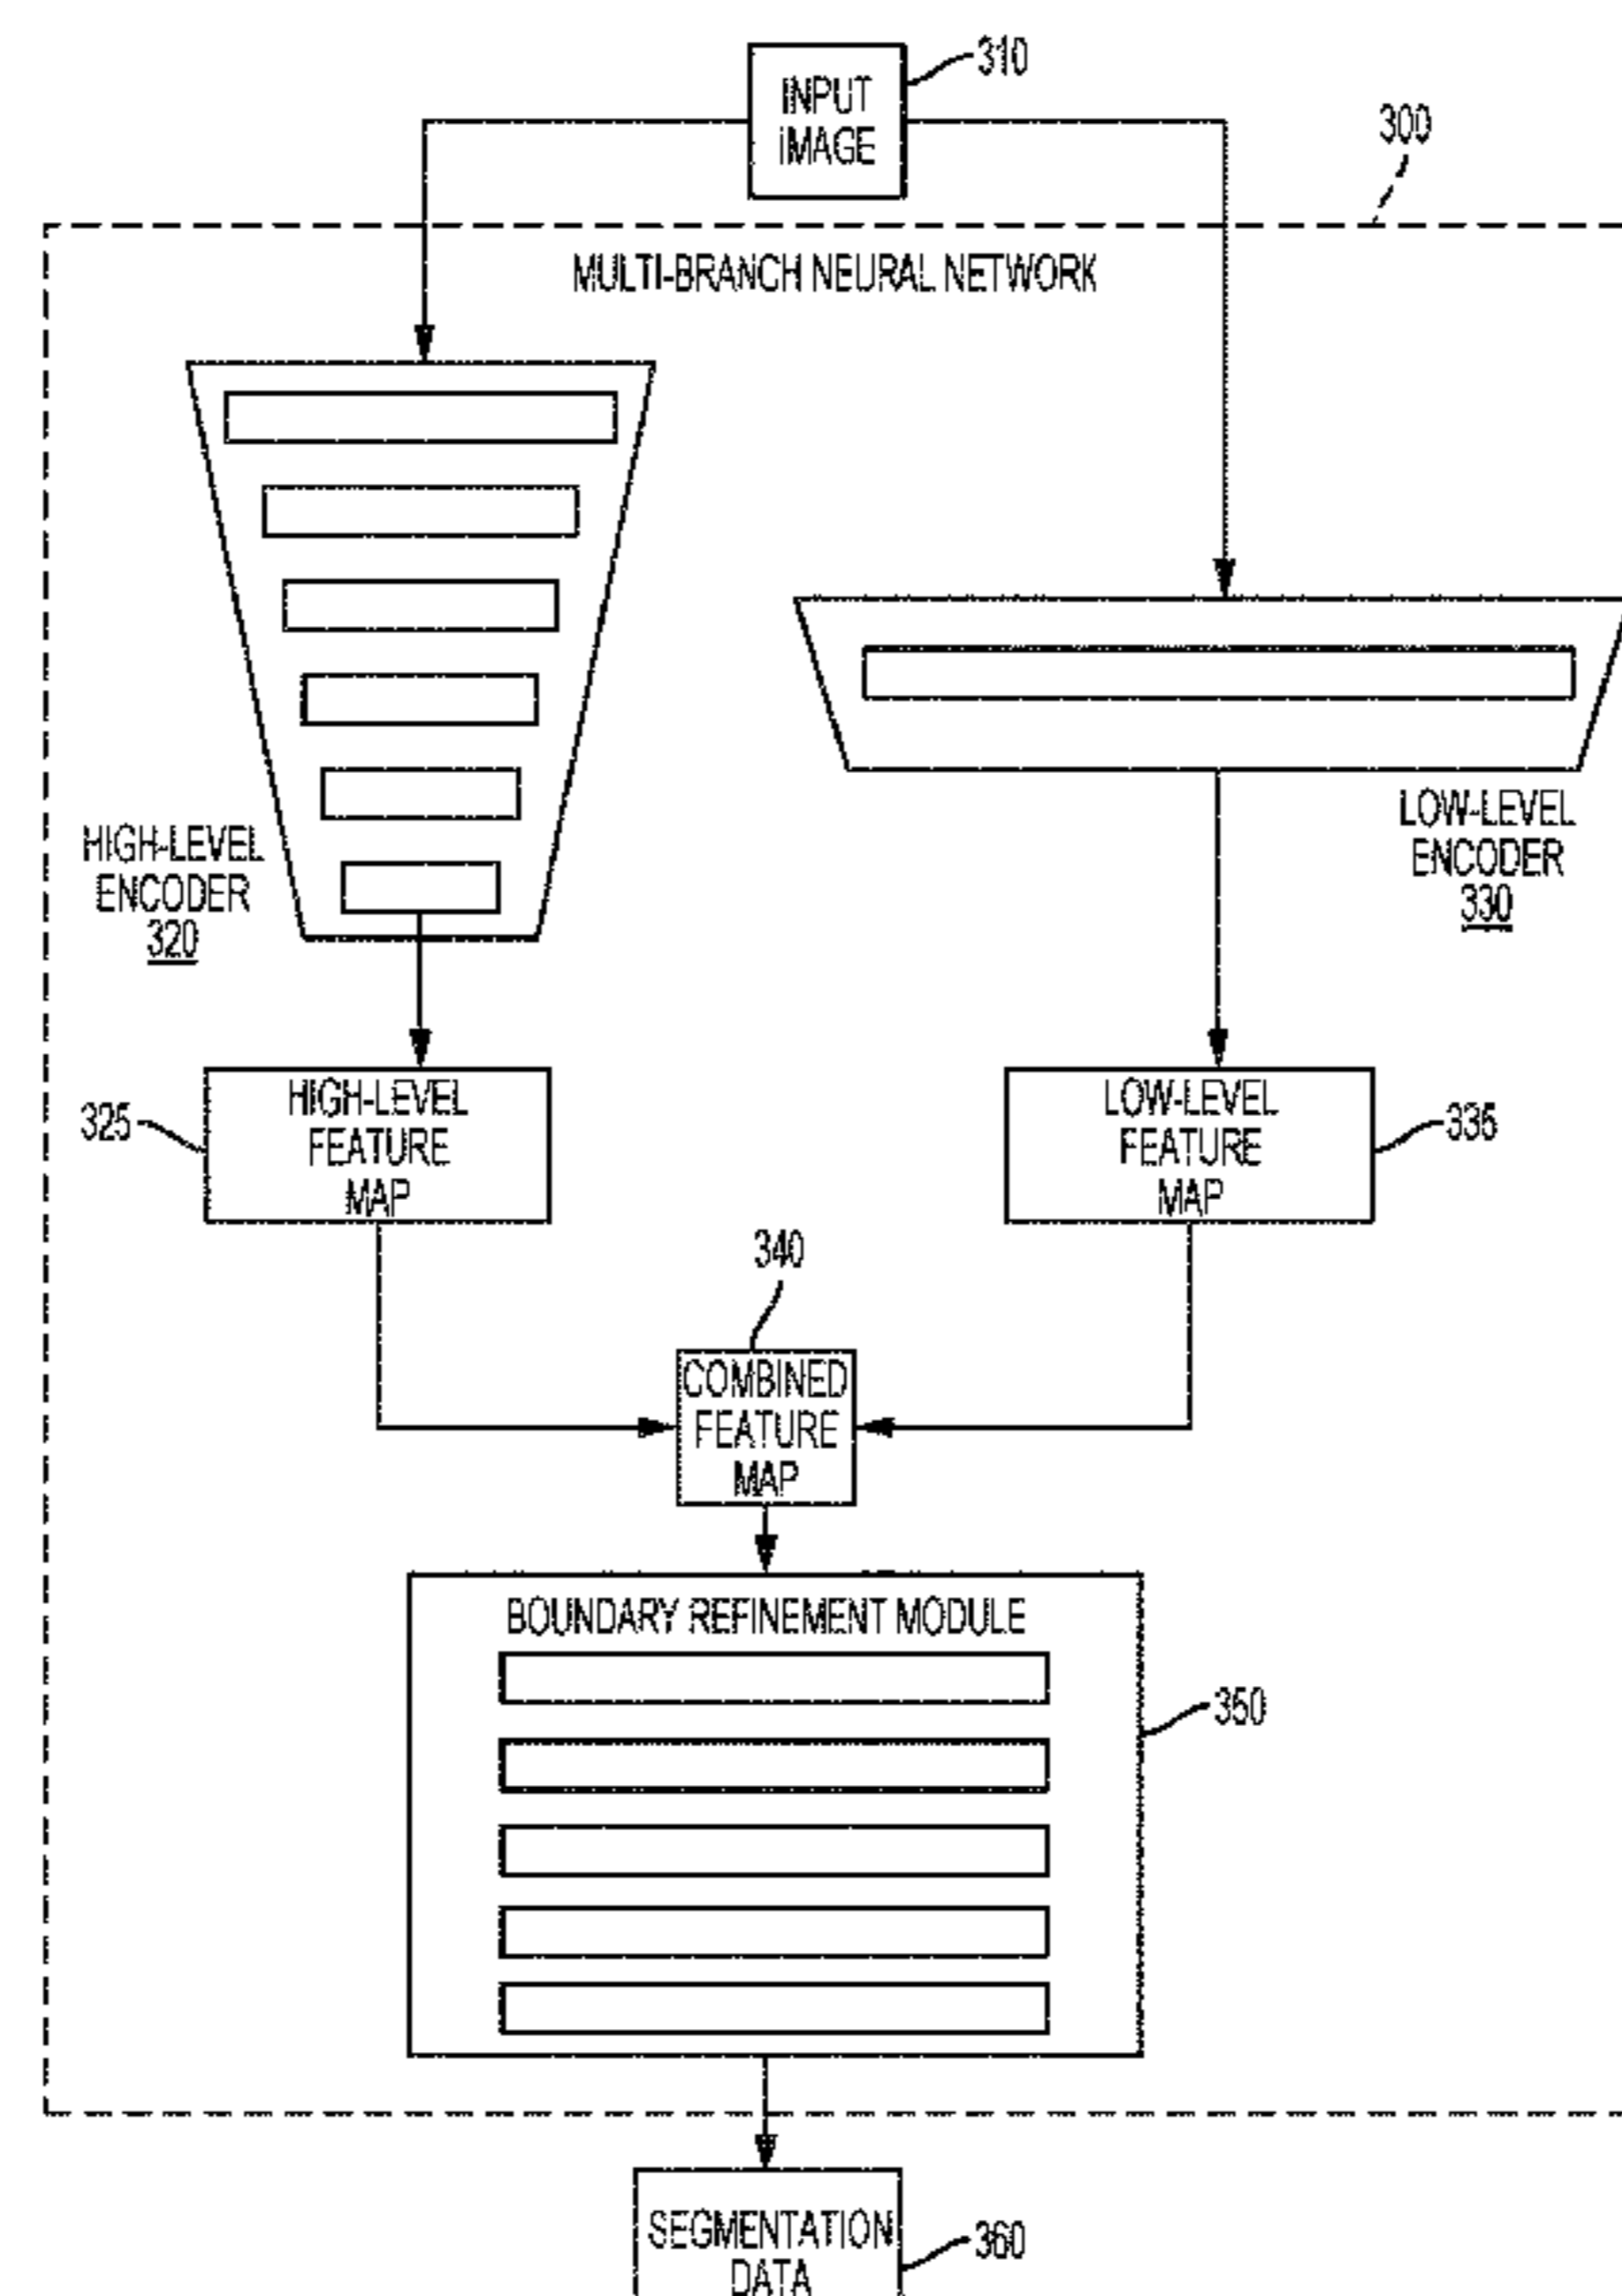 310
INPUT
IMAGE
300
MULTI-BRANCH NEURAL NETWORK
HIGH-LEVEL
ENCODER
320
LOW-LEVEL
ENCODER
330
325
HIGH-LEVEL
FEATURE
MAP
LOW-LEVEL
FEATURE
MAP
335
340
COMBINED
FEATURE
MAP
BOUNDARY REFINEMENT MODULE
350
SEGMENTATION
DATA
360